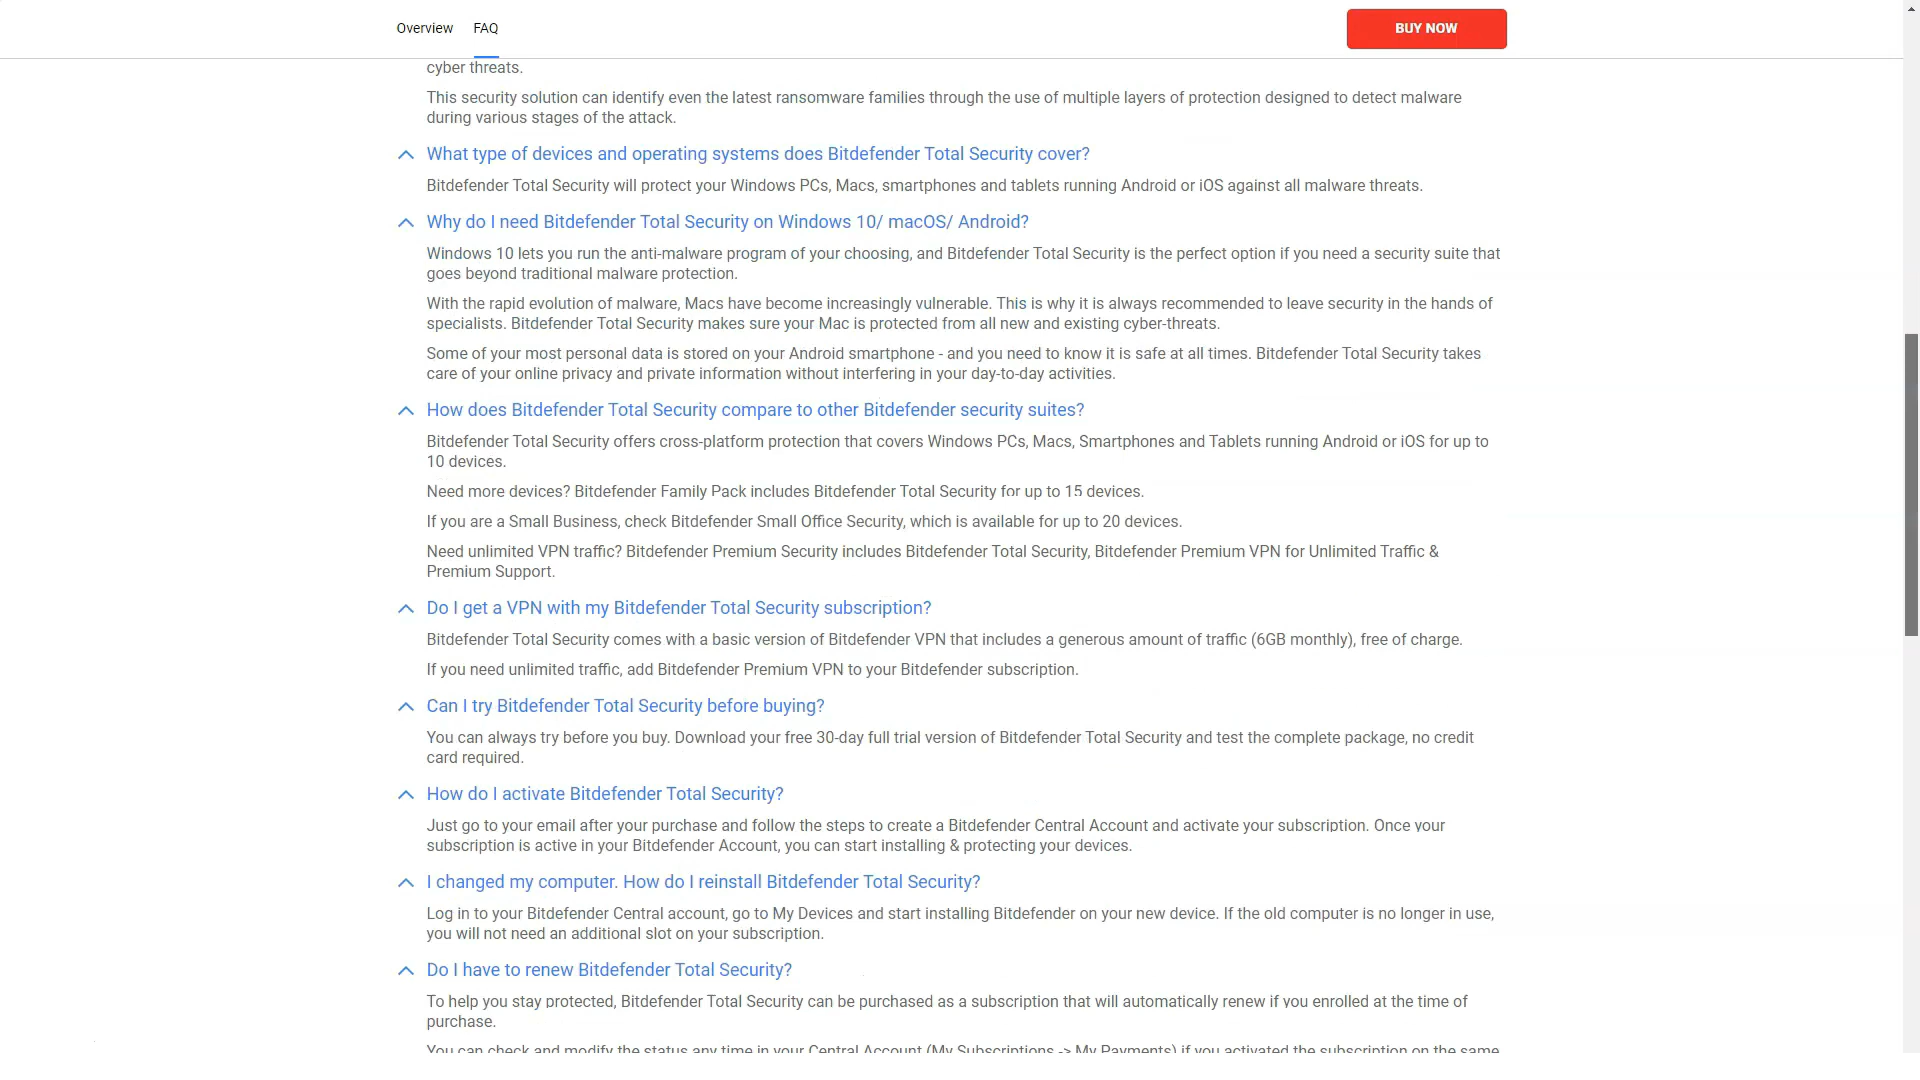 Overview FAQ BUY NOW
cyber threats.
This security solution can identify even the latest ransomware families through the use of multiple layers of protection designed to detect malware
during various stages of the attack.
What type of devices and operating systems does Bitdefender Total Security cover?
Bitdefender Total Security will protect your Windows PCs, Macs, smartphones and tablets running Android or iOS against all malware threats.
Why do I need Bitdefender Total Security on Windows 10/ macOS/ Android?
Windows 10 lets you run the anti-malware program of your choosing, and Bitdefender Total Security is the perfect option if you need a security suite that
goes beyond traditional malware protection.
With the rapid evolution of malware, Macs have become increasingly vulnerable. This is why it is always recommended to leave security in the hands of
specialists. Bitdefender Total Security makes sure your Mac is protected from all new and existing cyber-threats.
Some of your most personal data is stored on your Android smartphone - and you need to know it is safe at all times. Bitdefender Total Security takes
care of your online privacy and private information without interfering in your day-to-day activities.
How does Bitdefender Total Security compare to other Bitdefender security suites?
Bitdefender Total Security offers cross-platform protection that covers Windows PCs, Macs, Smartphones and Tablets running Android or iOS for up to
10 devices.
Need more devices? Bitdefender Family Pack includes Bitdefender Total Security for up to 15 devices.
If you are a Small Business, check Bitdefender Small Office Security, which is available for up to 20 devices.
Need unlimited VPN traffic? Bitdefender Premium Security includes Bitdefender Total Security, Bitdefender Premium VPN for Unlimited Traffic &
Premium Support.
Do I get a VPN with my Bitdefender Total Security subscription?
Bitdefender Total Security comes with a basic version of Bitdefender VPN that includes a generous amount of traffic (6GB monthly), free of charge.
If you need unlimited traffic, add Bitdefender Premium VPN to your Bitdefender subscription.
Can I try Bitdefender Total Security before buying?
You can always try before you buy. Download your free 30-day full trial version of Bitdefender Total Security and test the complete package, no credit
card required.
How do I activate Bitdefender Total Security?
Just go to your email after your purchase and follow the steps to create a Bitdefender Central Account and activate your subscription. Once your
subscription is active in your Bitdefender Account, you can start installing & protecting your devices.
I changed my computer. How do I reinstall Bitdefender Total Security?
Log in to your Bitdefender Central account, go to My Devices and start installing Bitdefender on your new device. If the old computer is no longer in use,
you will not need an additional slot on your subscription.
Do I have to renew Bitdefender Total Security?
To help you stay protected, Bitdefender Total Security can be purchased as a subscription that will automatically renew if you enrolled at the time of
purchase.
You can check and modify the status any time in your Central Account (My Subscriptions -> My Payments) if you activated the subscription on the same